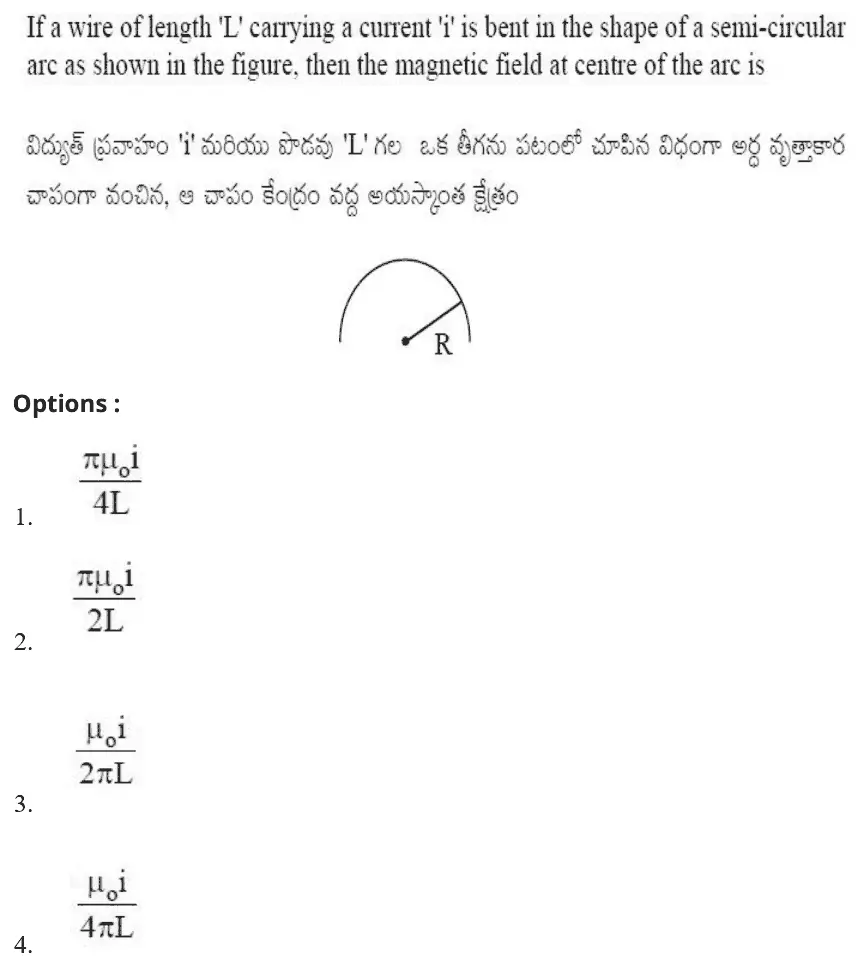 If a wire of length 'L' carrying a current 'i' is bent in the shape of a semi-circular
arc as shown in the figure, then the magnetic field at centre of the arc is
విద్యుత్ ప్రవాహం 'i' మరియు పొడవు 'L' గల ఒక తీగను పటంలో చూపిన విధంగా అర్ధ వృత్తాకార
చాపంగా వంచిన, ఆ చాపం కేంద్రం వద్ద అయస్కాంత క్షేత్రం
R
Options :
1. πμ₀i / 4L
2. πμ₀i / 2L
3. μ₀i / 2πL
4. μ₀i / 4πL